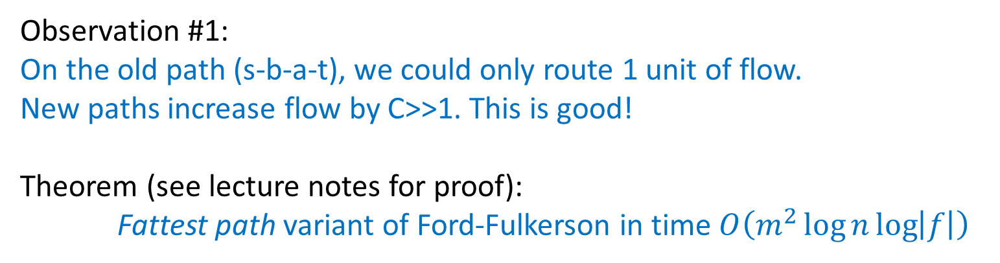 Observation #1:
On the old path (s-b-a-t), we could only route 1 unit of flow.
New paths increase flow by C>>1. This is good!
Theorem (see lecture notes for proof):
Fattest path variant of Ford-Fulkerson in time 𝑂(𝑚² log 𝑛 log|𝑓|)